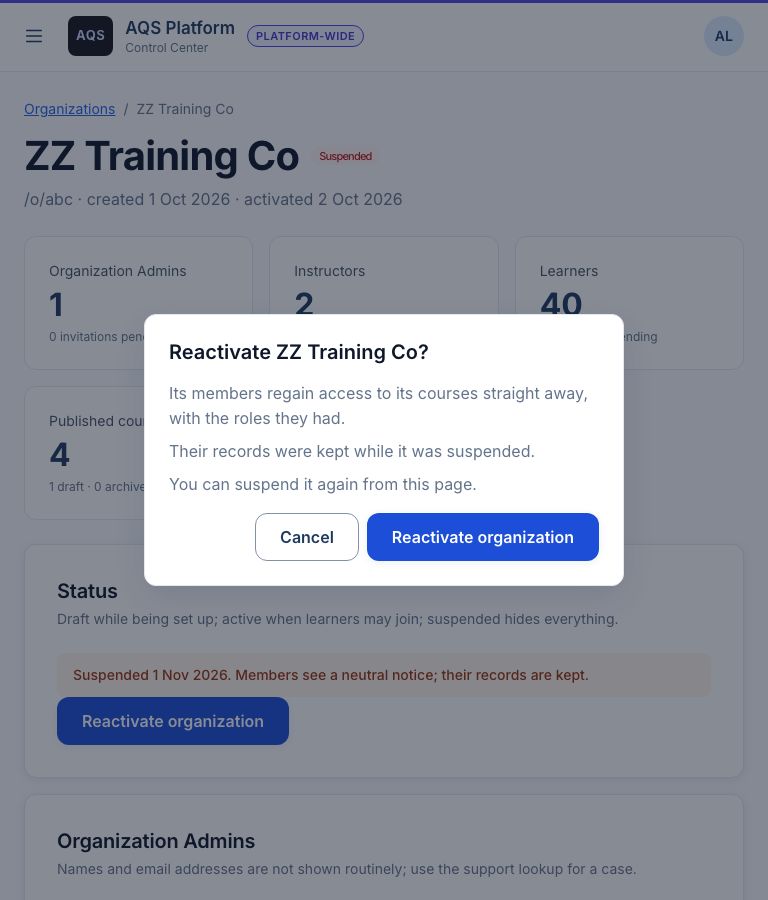 AQS
AQS Platform
Control Center
PLATFORM-WIDE
AL
Organizations / ZZ Training Co
ZZ Training Co
Suspended
/o/abc · created 1 Oct 2026 · activated 2 Oct 2026
Organization Admins
1
0 invitations
Instructors
2
Learners
40
Published
4
1 draft · 0
Reactivate ZZ Training Co?
Its members regain access to its courses straight away,
with the roles they had.
Their records were kept while it was suspended.
You can suspend it again from this page.
Cancel
Reactivate organization
Status
Draft while being set up; active when learners may join; suspended hides everything.
Suspended 1 Nov 2026. Members see a neutral notice; their records are kept.
Reactivate organization
Organization Admins
Names and email addresses are not shown routinely; use the support lookup for a case.